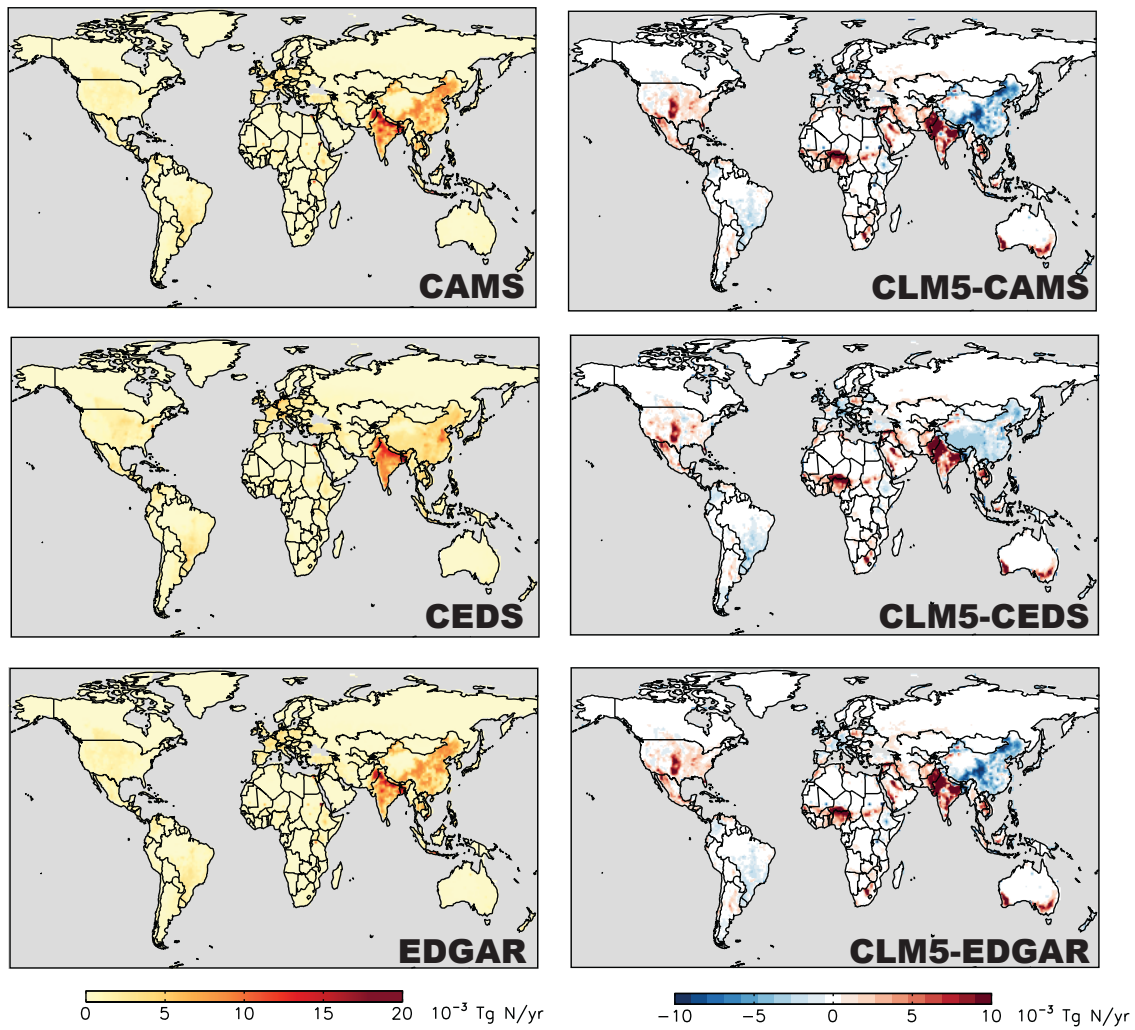 CAMS
CLM5-CAMS
CEDS
CLM5-CEDS
EDGAR
CLM5-EDGAR
0 5 10 15 20 10⁻³ Tg N/yr
-10 -5 0 5 10 10⁻³ Tg N/yr